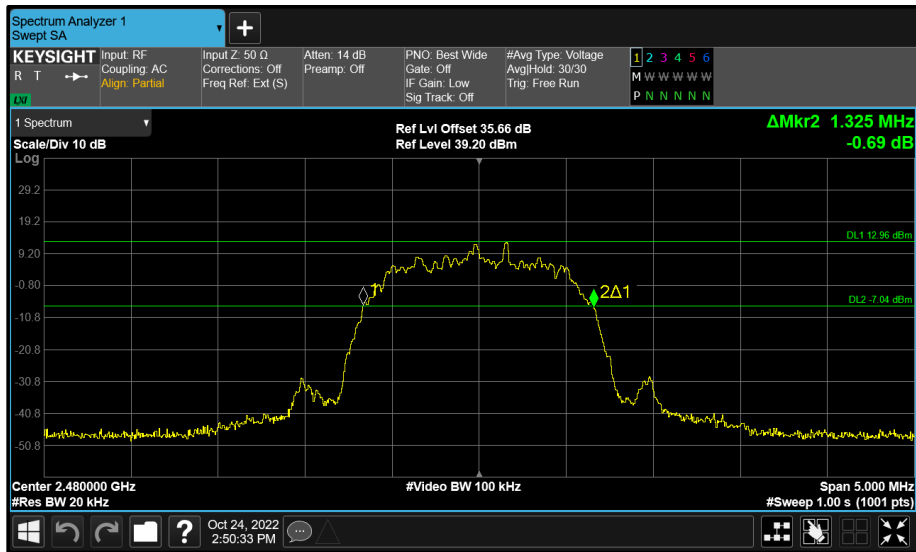 Spectrum Analyzer 1
Swept SA
+
KEYSIGHT
R T
LXI
Input: RF
Coupling: AC
Align: Partial
Input Z: 50 Ω
Corrections: Off
Freq Ref: Ext (S)
Atten: 14 dB
Preamp: Off
PNO: Best Wide
Gate: Off
IF Gain: Low
Sig Track: Off
#Avg Type: Voltage
Avg|Hold: 30/30
Trig: Free Run
1 2 3 4 5 6
M W W W W W
P N N N N N
1 Spectrum
Scale/Div 10 dB
Ref Lvl Offset 35.66 dB
Ref Level 39.20 dBm
ΔMkr2 1.325 MHz
-0.69 dB
Log
29.2
19.2
DL1 12.96 dBm
9.20
-0.80
1
2Δ1
DL2 -7.04 dBm
-10.8
-20.8
-30.8
-40.8
-50.8
Center 2.480000 GHz
#Video BW 100 kHz
Span 5.000 MHz
#Res BW 20 kHz
#Sweep 1.00 s (1001 pts)
?
Oct 24, 2022
2:50:33 PM